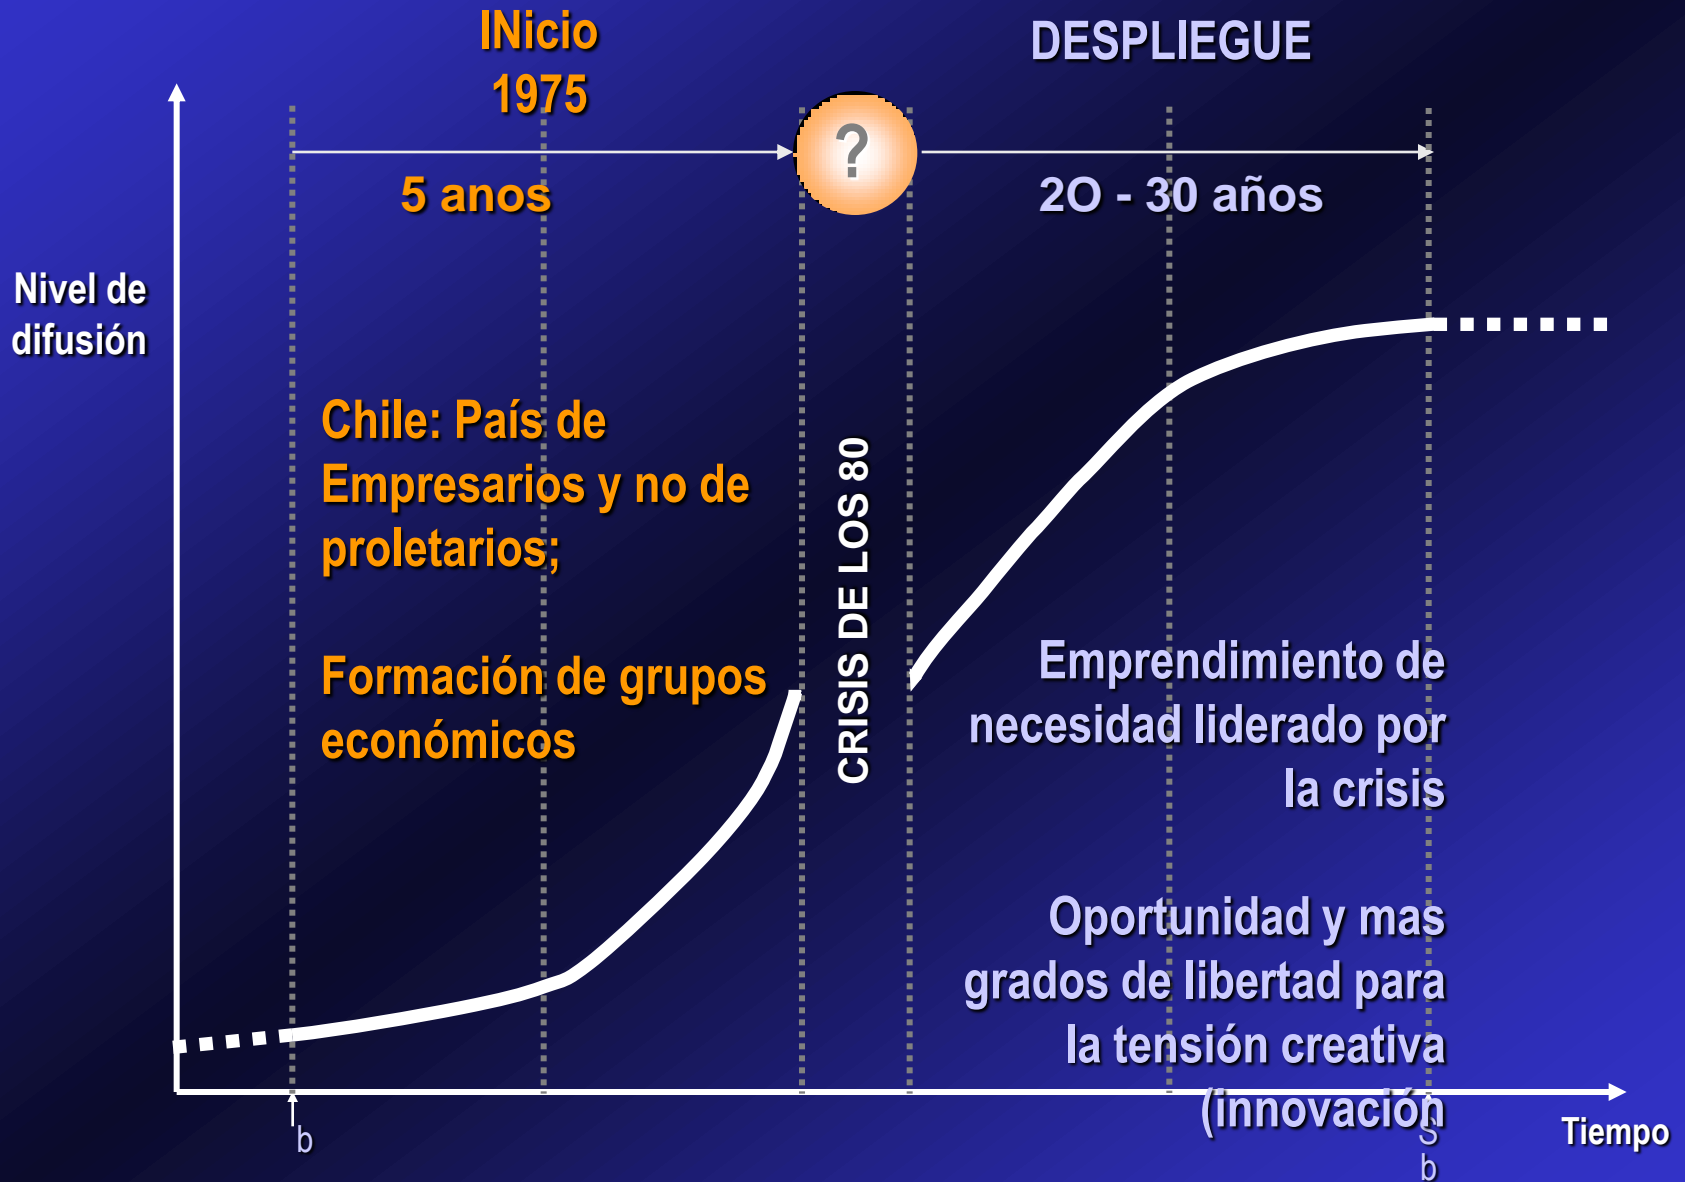 INicio
1975
DESPLIEGUE
?
5 anos
2O - 30 años
Nivel de
difusión
Chile: País de
Empresarios y no de
proletarios;
Formación de grupos
económicos
CRISIS DE LOS 80
Emprendimiento de
necesidad liderado por
la crisis
Oportunidad y mas
grados de libertad para
la tensión creativa
(innovación
b
S
b
Tiempo